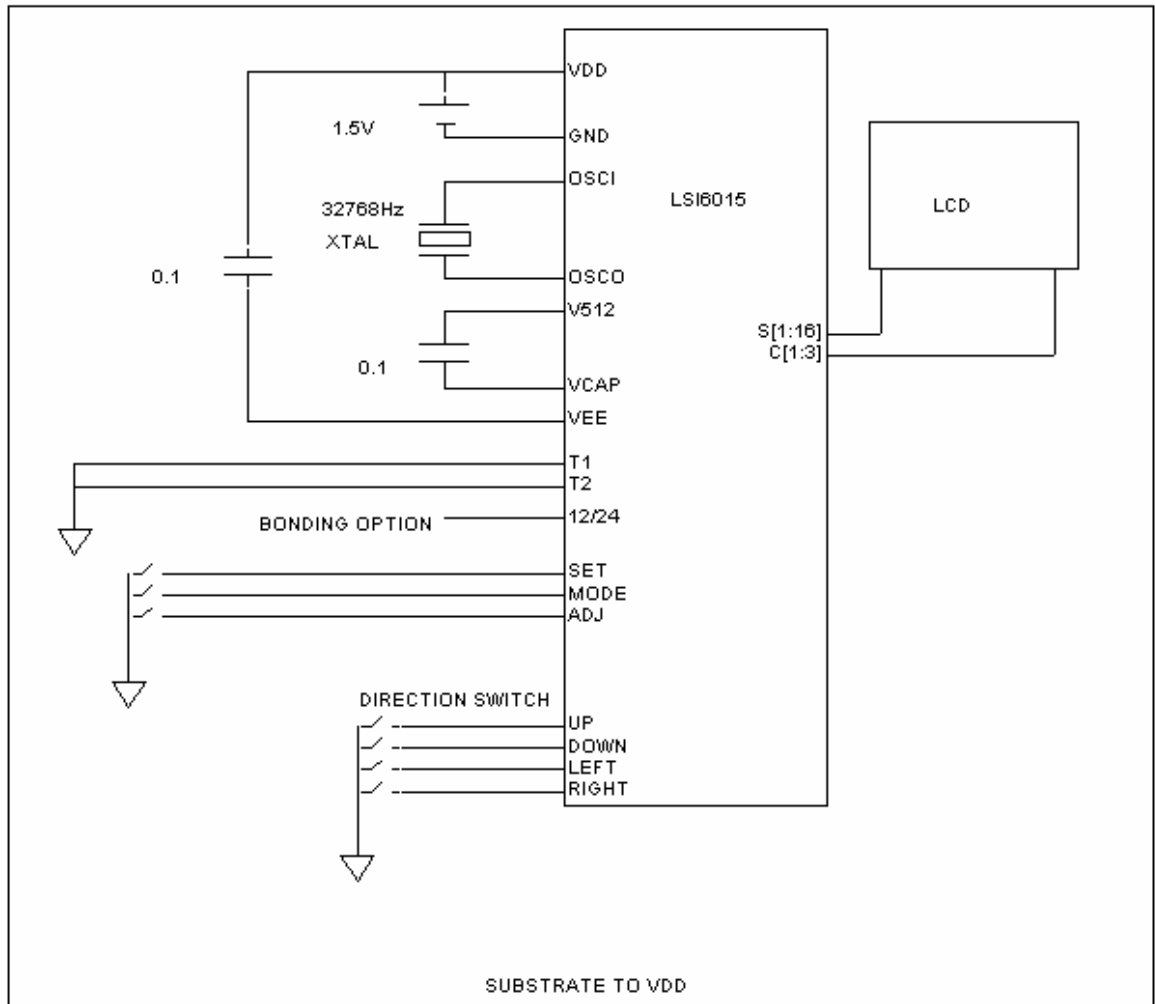 VDD
1.5V
GND
OSCI
LSI6015
LCD
32768Hz
XTAL
0.1
OSCO
V512
S[1:16]
C[1:3]
0.1
VCAP
VEE
T1
T2
BONDING OPTION
12/24
SET
MODE
ADJ
DIRECTION SWITCH
UP
DOWN
LEFT
RIGHT
SUBSTRATE TO VDD